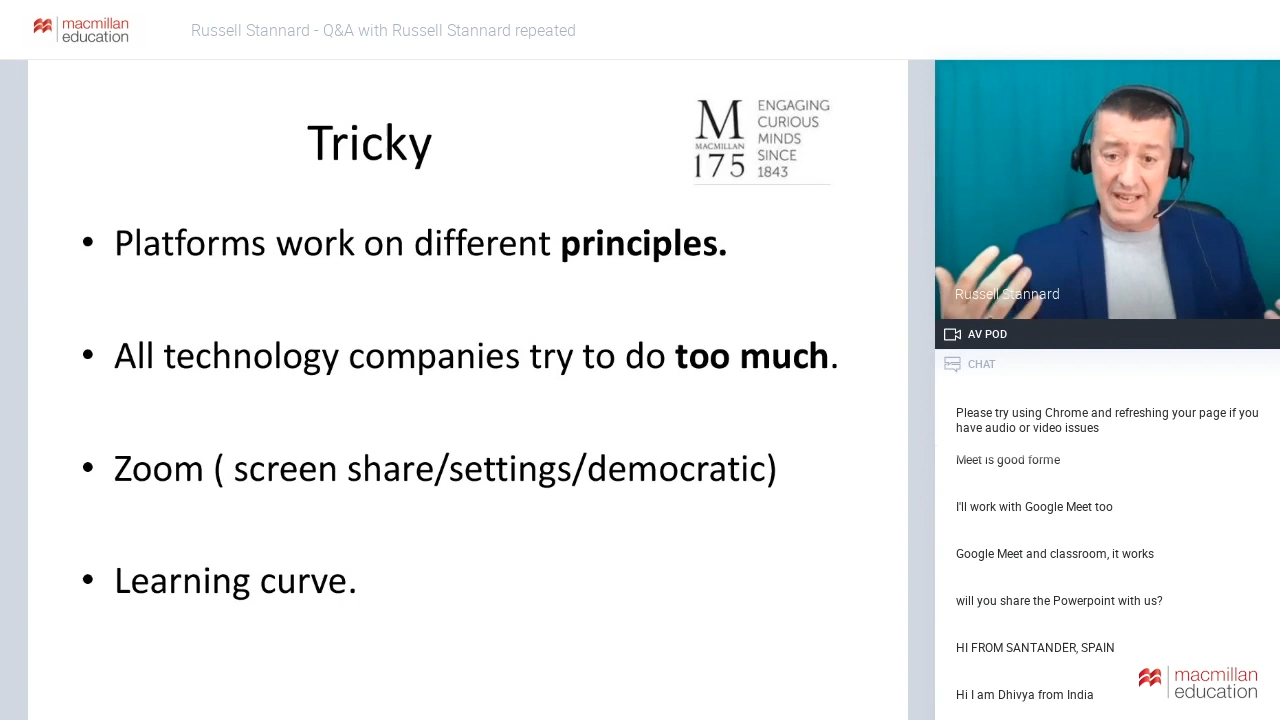 macmillan
education
Russell Stannard - Q&A with Russell Stannard repeated
Tricky
M
MACMILLAN
175
ENGAGING
CURIOUS
MINDS
SINCE
1843
• Platforms work on different principles.
• All technology companies try to do too much.
• Zoom ( screen share/settings/democratic)
• Learning curve.
Russell Stannard
AV POD
CHAT
Please try using Chrome and refreshing your page if you
have audio or video issues
Meet is good forme
I'll work with Google Meet too
Google Meet and classroom, it works
will you share the Powerpoint with us?
HI FROM SANTANDER, SPAIN
Hi I am Dhivya from India
macmillan
education